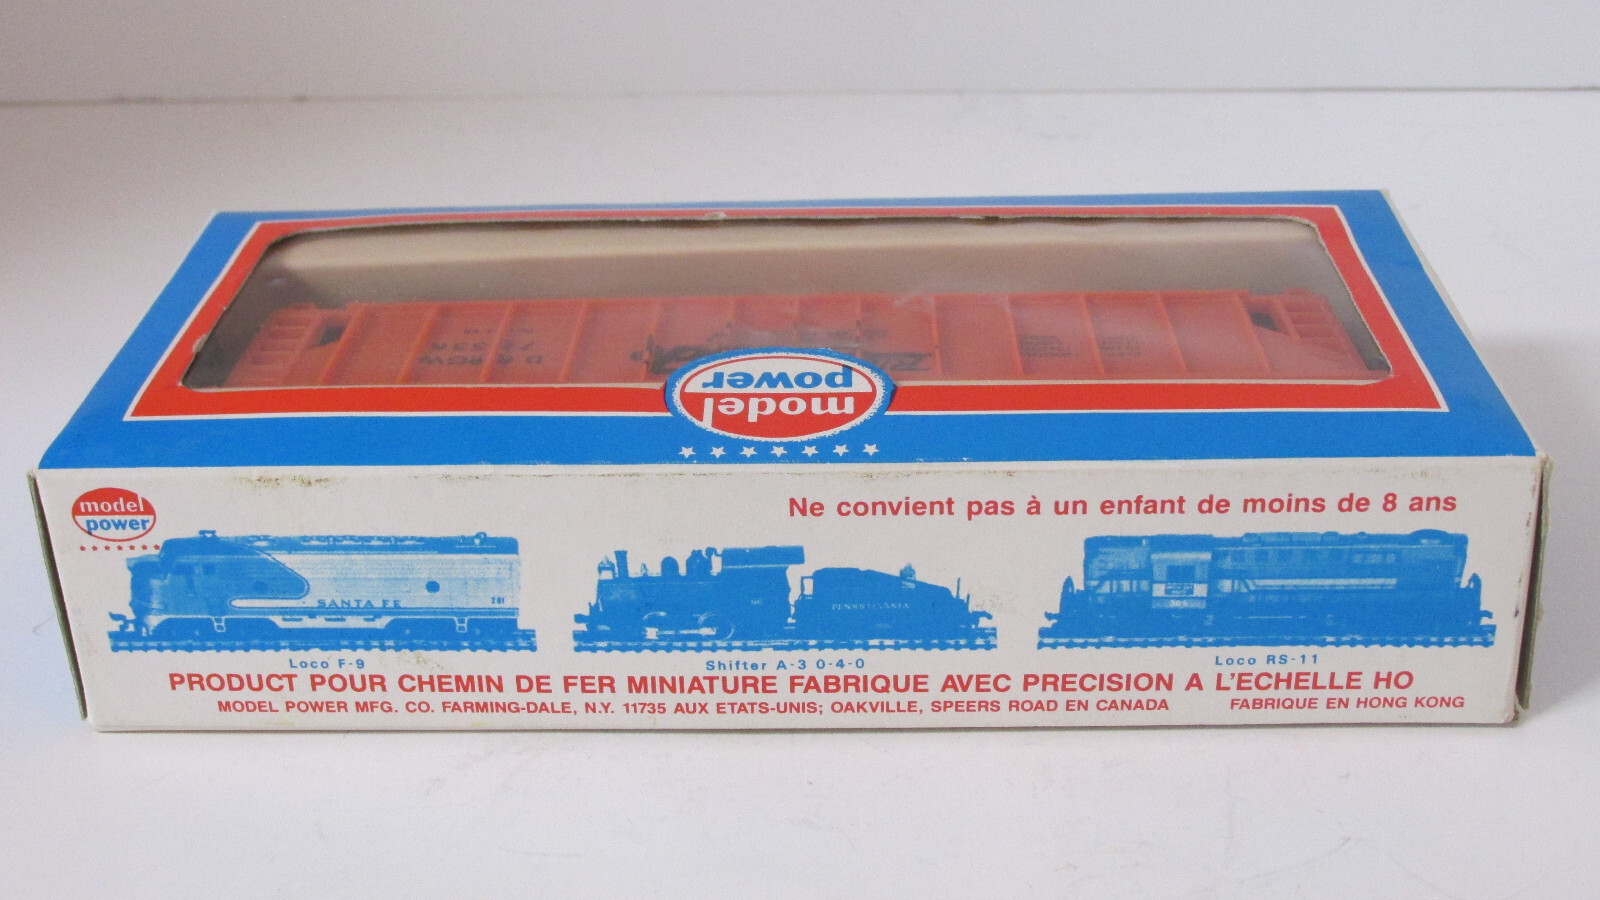 D & RGW
model
power
model
power
Ne convient pas à un enfant de moins de 8 ans
SANTA FE
PENNSYLVANIA
Loco F-9
Shifter A-3 0-4-0
Loco RS-11
PRODUCT POUR CHEMIN DE FER MINIATURE FABRIQUE AVEC PRECISION A L'ECHELLE HO
MODEL POWER MFG. CO. FARMING-DALE, N.Y. 11735 AUX ETATS-UNIS; OAKVILLE, SPEERS ROAD EN CANADA
FABRIQUE EN HONG KONG